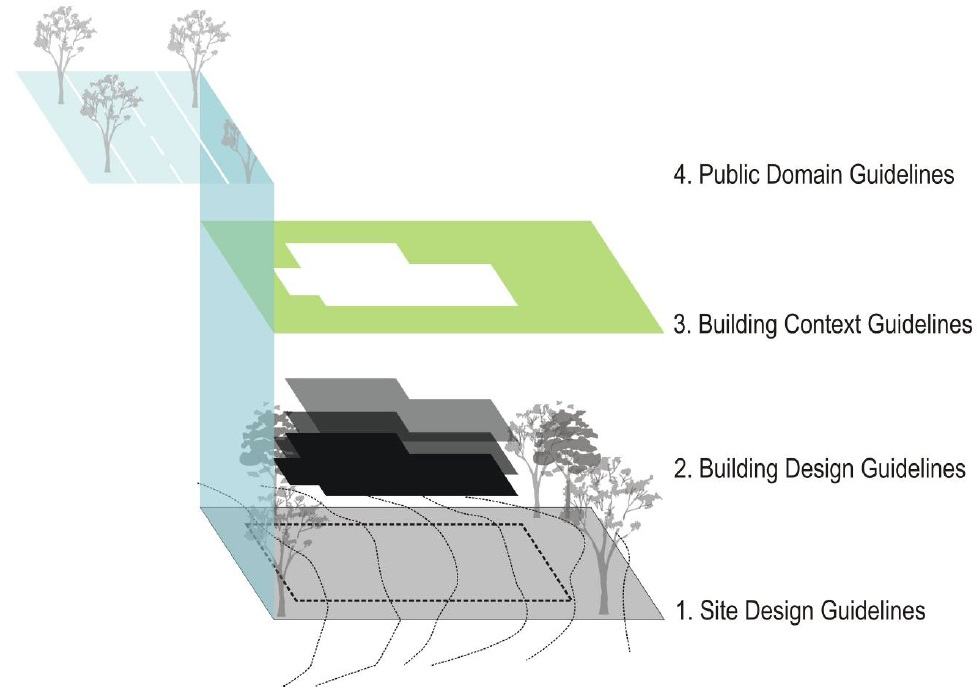 4. Public Domain Guidelines
3. Building Context Guidelines
2. Building Design Guidelines
1. Site Design Guidelines